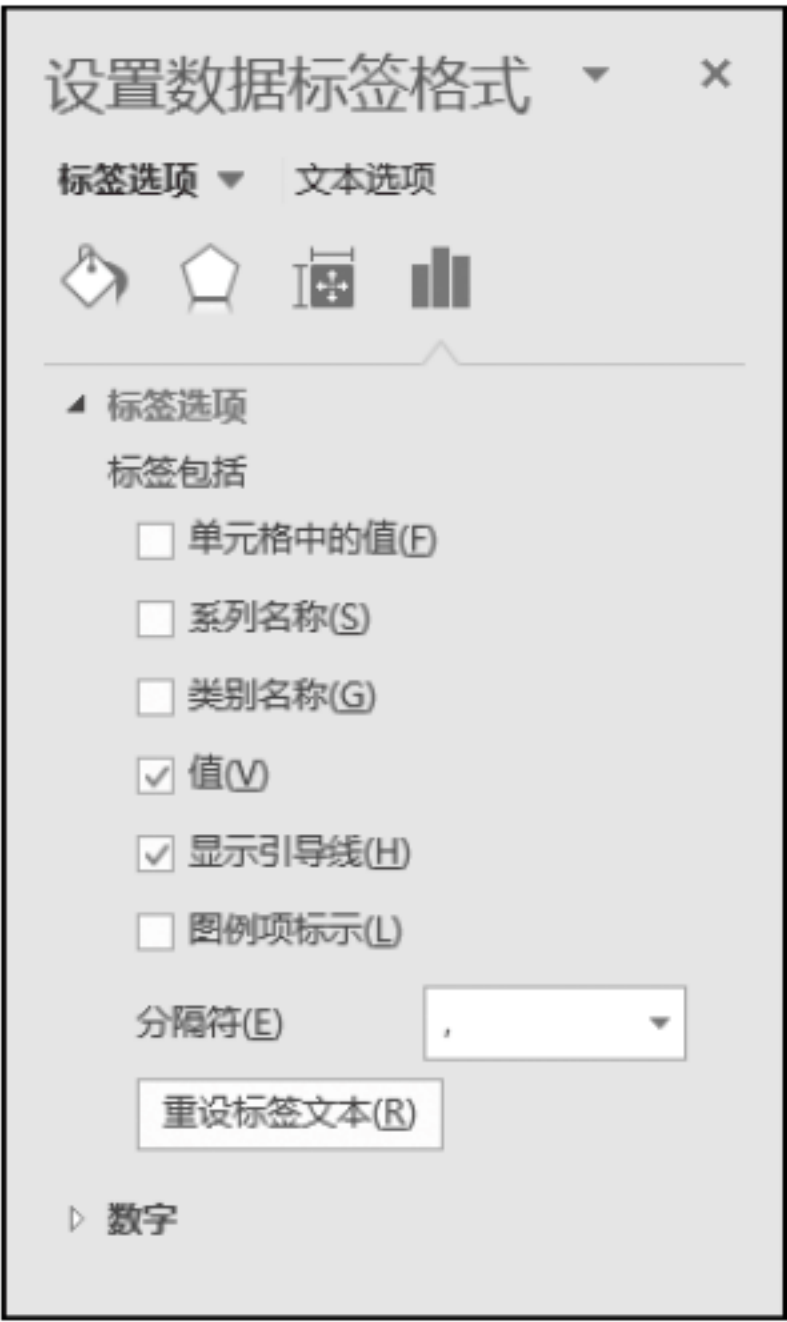 设置数据标签格式
标签选项 文本选项
标签选项
标签包括
单元格中的值(F)
系列名称(S)
类别名称(G)
值(V)
显示引导线(H)
图例项标示(L)
分隔符(E) ,
重设标签文本(R)
数字